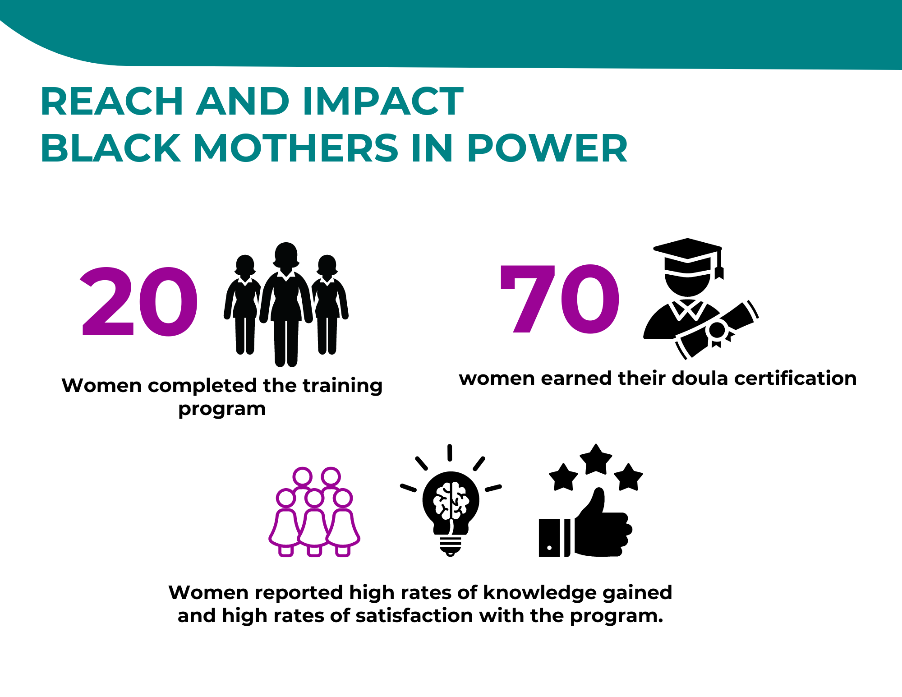 REACH AND IMPACT
BLACK MOTHERS IN POWER
20
Women completed the training
program
70
women earned their doula certification
Women reported high rates of knowledge gained
and high rates of satisfaction with the program.